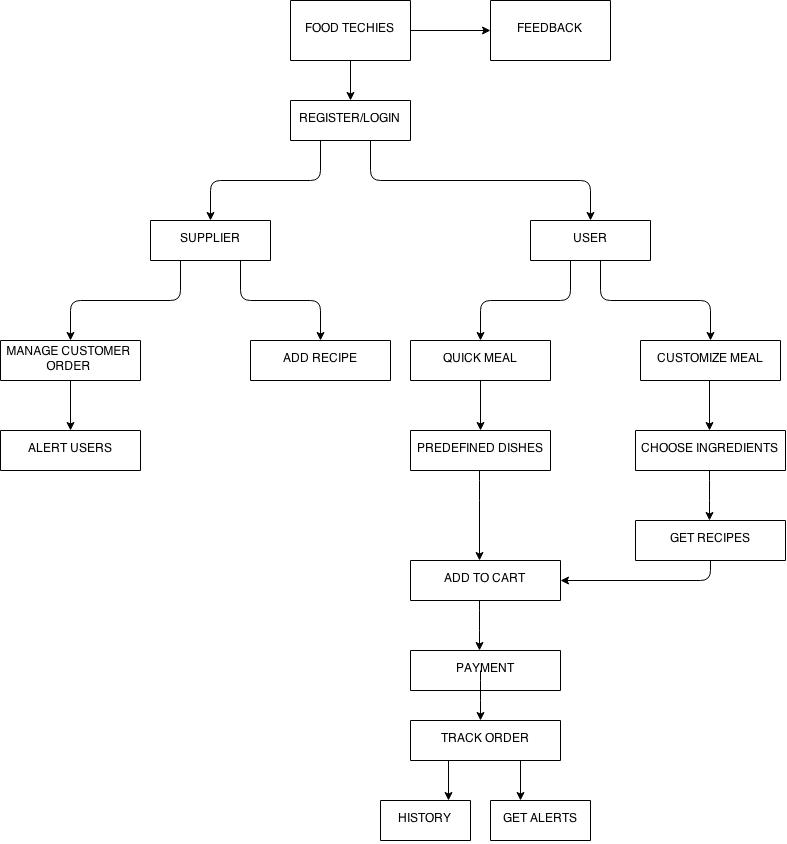 FOOD TECHIES
FEEDBACK
REGISTER/LOGIN
SUPPLIER
USER
MANAGE CUSTOMER
ORDER
ADD RECIPE
QUICK MEAL
CUSTOMIZE MEAL
ALERT USERS
PREDEFINED DISHES
CHOOSE INGREDIENTS
GET RECIPES
ADD TO CART
PAYMENT
TRACK ORDER
HISTORY
GET ALERTS